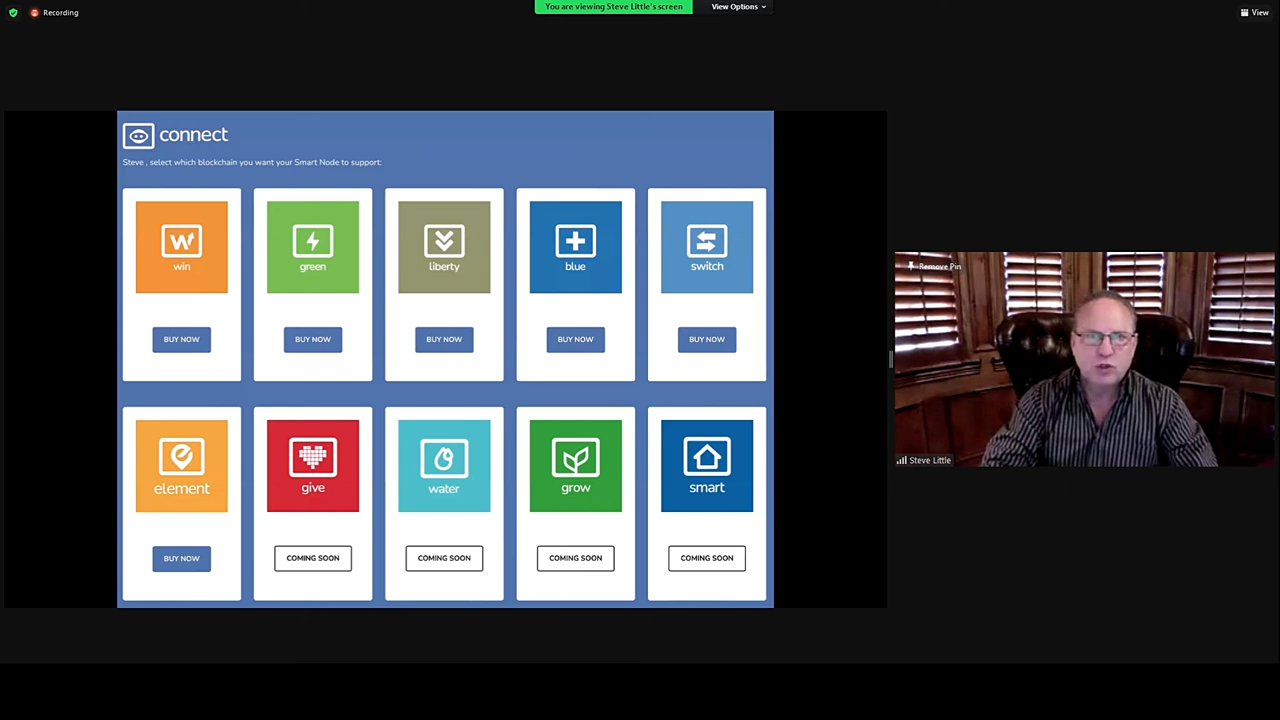 Recording
You are viewing Steve Little's screen
View Options
View
connect
Steve , select which blockchain you want your Smart Node to support:
win
green
liberty
blue
switch
BUY NOW
BUY NOW
BUY NOW
BUY NOW
BUY NOW
Remove Pin
Steve Little
element
give
water
grow
smart
BUY NOW
COMING SOON
COMING SOON
COMING SOON
COMING SOON